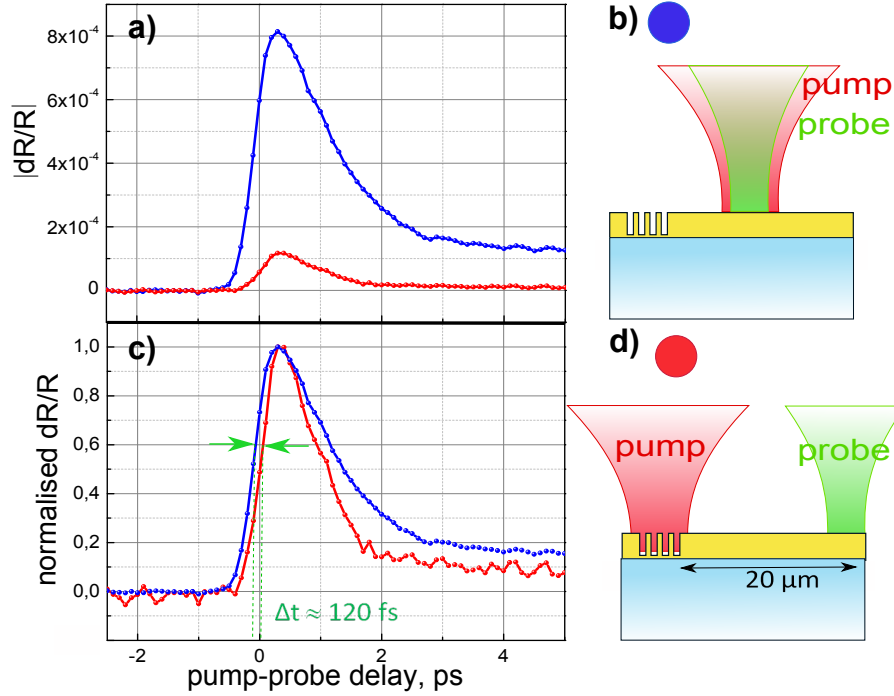 a)
|dR/R|
8x10⁻⁴
6x10⁻⁴
4x10⁻⁴
2x10⁻⁴
0
b)
pump
probe
c)
normalised dR/R
1,0
0,8
0,6
0,4
0,2
0,0
Δt ≈ 120 fs
-2
0
2
4
pump-probe delay, ps
d)
pump
probe
20 μm